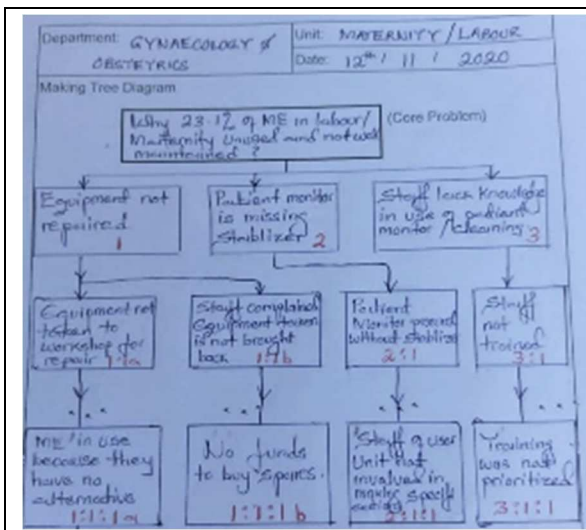 Department: GYNAECOLOGY &
OBSTETRICS
Unit: MATERNITY/LABOUR
Date: 12th / 11 / 2020
Making Tree Diagram
Why 23.1% of ME in Labour/
Maternity Unused and not well
maintained?
(Core Problem)
Equipment not
repaired
1
Patient monitor
is missing
Stablizer 2
Staff lack knowledge
in use of patient
monitor/cleaning 3
Equipment not
taken to
workshop for
repair 1:1a
Staff complained
Equipment taken
is not brought
back 1:1b
Patient
Monitor procured
without Stablizer
2:1
Staff
not
trained
3:1
...
...
...
...
ME in use
because they
have no
alternative
1:1:1a
No funds
to buy spares.
1:1:1b
Staff of user
Unit not
involved in
2:1:1
Training
was not
prioritized
3:1:1